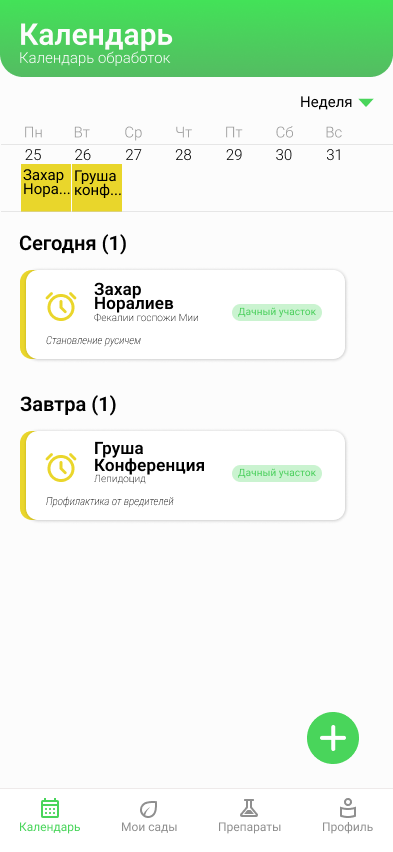 Календарь
Календарь обработок
Неделя
Пн Вт Ср Чт Пт Сб Вс
25 26 27 28 29 30 31
Захар Груша
Нора... конф...
Сегодня (1)
Захар
Норалиев
Фекалии госпожи Мии
Дачный участок
Становление русичем
Завтра (1)
Груша
Конференция
Лепидоцид
Дачный участок
Профилактика от вредителей
Календарь Мои сады Препараты Профиль